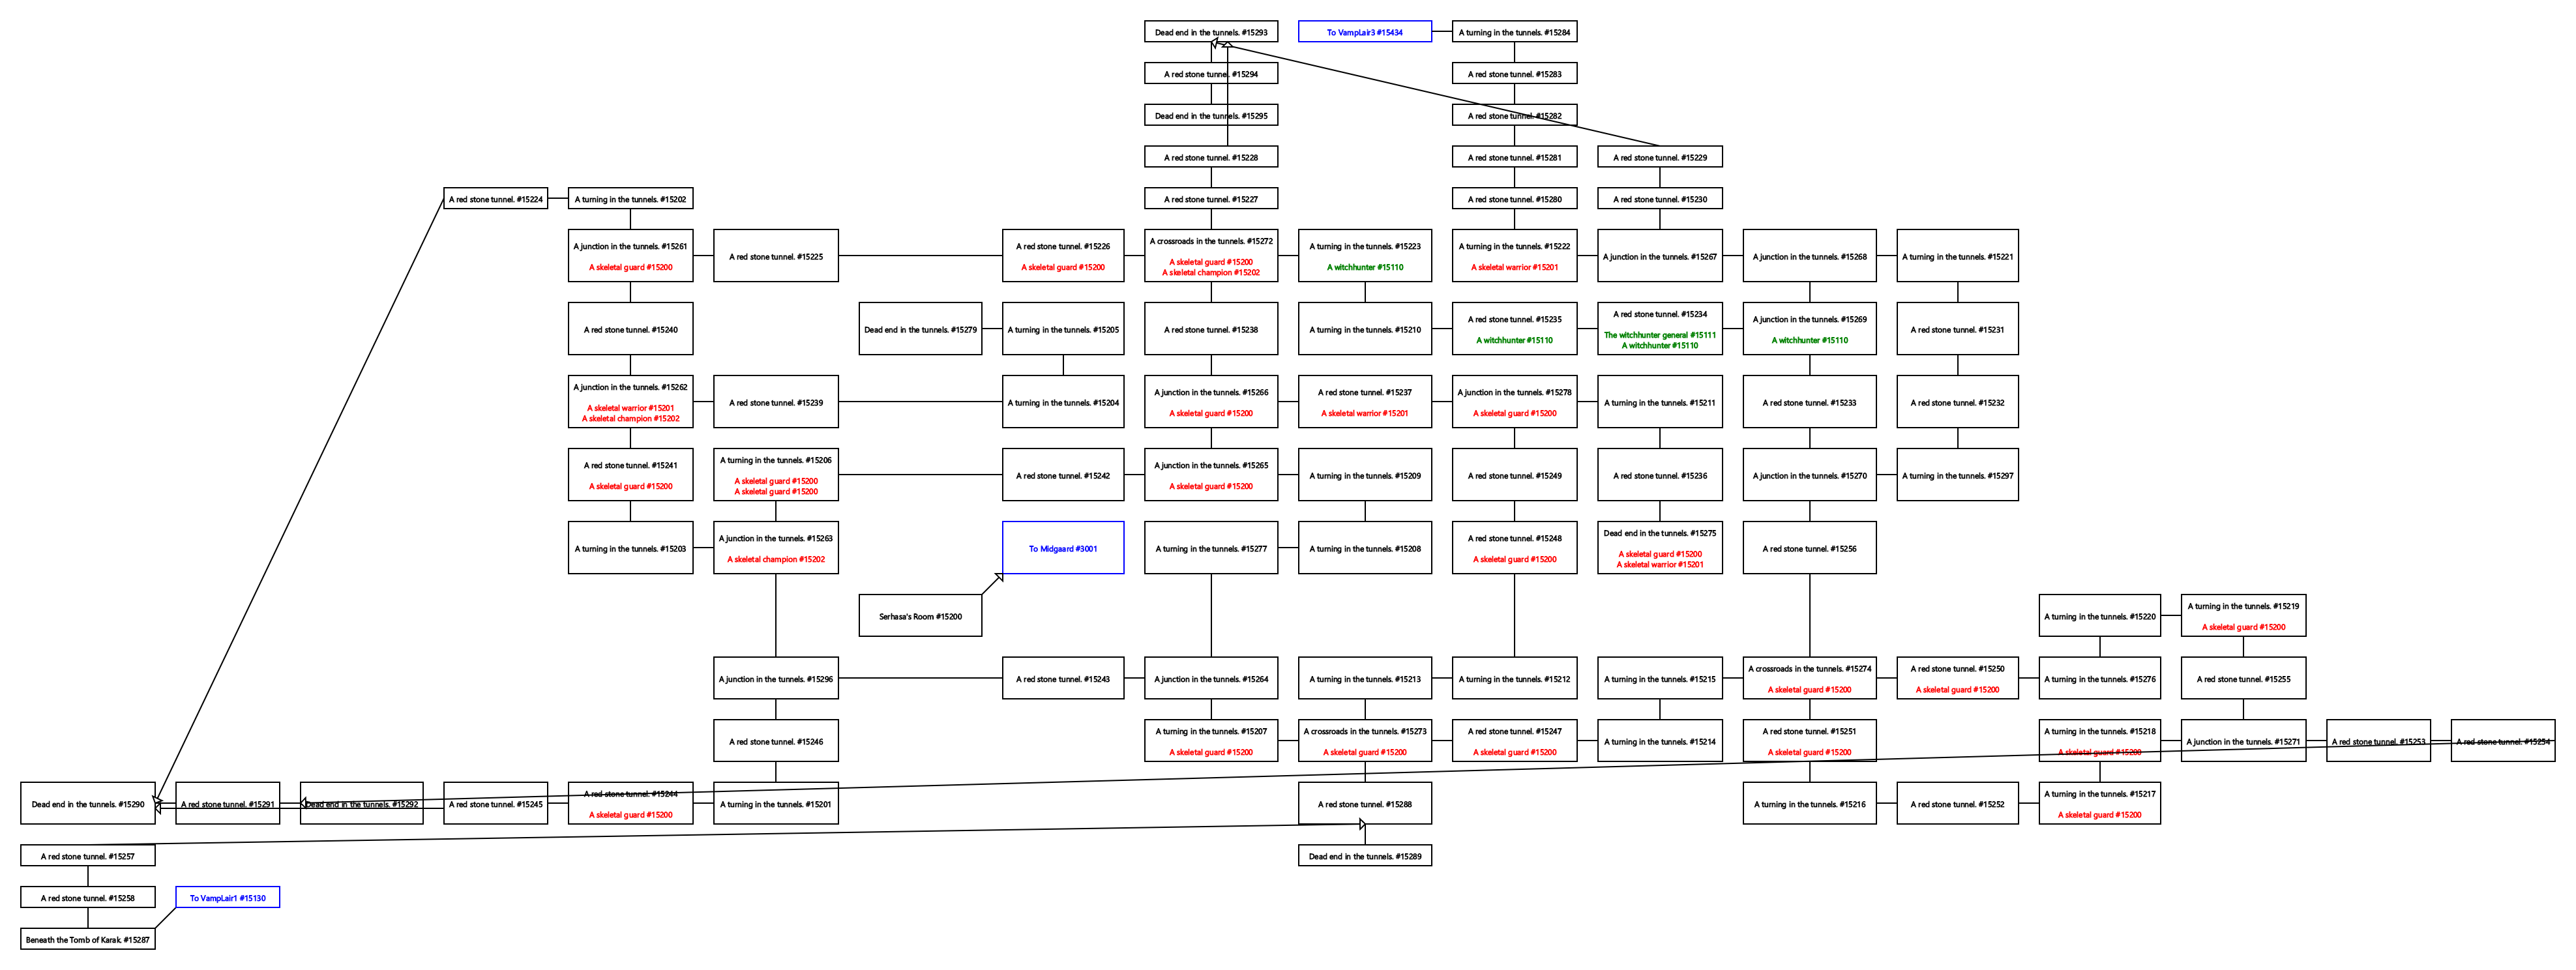 Dead end in the tunnels. #15293
To VampLair3 #15434
A turning in the tunnels. #15284
A red stone tunnel. #15294
A red stone tunnel. #15283
Dead end in the tunnels. #15295
A red stone tunnel. #15282
A red stone tunnel. #15228
A red stone tunnel. #15281
A red stone tunnel. #15229
A red stone tunnel. #15224
A turning in the tunnels. #15202
A red stone tunnel. #15227
A red stone tunnel. #15280
A red stone tunnel. #15230
A junction in the tunnels. #15261
A skeletal guard #15200
A red stone tunnel. #15225
A red stone tunnel. #15226
A skeletal guard #15200
A crossroads in the tunnels. #15272
A skeletal guard #15200
A skeletal champion #15202
A turning in the tunnels. #15223
A witchhunter #15110
A turning in the tunnels. #15222
A skeletal warrior #15201
A junction in the tunnels. #15267
A junction in the tunnels. #15268
A turning in the tunnels. #15221
A red stone tunnel. #15240
Dead end in the tunnels. #15279
A turning in the tunnels. #15205
A red stone tunnel. #15238
A turning in the tunnels. #15210
A red stone tunnel. #15235
A witchhunter #15110
A red stone tunnel. #15234
The witchhunter general #15111
A witchhunter #15110
A junction in the tunnels. #15269
A witchhunter #15110
A red stone tunnel. #15231
A junction in the tunnels. #15262
A skeletal warrior #15201
A skeletal champion #15202
A red stone tunnel. #15239
A turning in the tunnels. #15204
A junction in the tunnels. #15266
A skeletal guard #15200
A red stone tunnel. #15237
A skeletal warrior #15201
A junction in the tunnels. #15278
A skeletal guard #15200
A turning in the tunnels. #15211
A red stone tunnel. #15233
A red stone tunnel. #15232
A red stone tunnel. #15241
A skeletal guard #15200
A turning in the tunnels. #15206
A skeletal guard #15200
A skeletal guard #15200
A red stone tunnel. #15242
A junction in the tunnels. #15265
A skeletal guard #15200
A turning in the tunnels. #15209
A red stone tunnel. #15249
A red stone tunnel. #15236
A junction in the tunnels. #15270
A turning in the tunnels. #15297
A turning in the tunnels. #15203
A junction in the tunnels. #15263
A skeletal champion #15202
To Midgaard #3001
A turning in the tunnels. #15277
A turning in the tunnels. #15208
A red stone tunnel. #15248
A skeletal guard #15200
Dead end in the tunnels. #15275
A skeletal guard #15200
A skeletal warrior #15201
A red stone tunnel. #15256
Serhasa's Room #15200
A turning in the tunnels. #15220
A turning in the tunnels. #15219
A skeletal guard #15200
A junction in the tunnels. #15296
A red stone tunnel. #15243
A junction in the tunnels. #15264
A turning in the tunnels. #15213
A turning in the tunnels. #15212
A turning in the tunnels. #15215
A crossroads in the tunnels. #15274
A skeletal guard #15200
A red stone tunnel. #15250
A skeletal guard #15200
A turning in the tunnels. #15276
A red stone tunnel. #15255
A red stone tunnel. #15246
A turning in the tunnels. #15207
A skeletal guard #15200
A crossroads in the tunnels. #15273
A skeletal guard #15200
A red stone tunnel. #15247
A skeletal guard #15200
A turning in the tunnels. #15214
A red stone tunnel. #15251
A skeletal guard #15200
A turning in the tunnels. #15218
A skeletal guard #15200
A junction in the tunnels. #15271
A red stone tunnel. #15253
A red stone tunnel. #15254
Dead end in the tunnels. #15290
A red stone tunnel. #15291
Dead end in the tunnels. #15292
A red stone tunnel. #15245
A red stone tunnel. #15244
A skeletal guard #15200
A turning in the tunnels. #15201
A red stone tunnel. #15288
A turning in the tunnels. #15216
A red stone tunnel. #15252
A turning in the tunnels. #15217
A skeletal guard #15200
A red stone tunnel. #15257
Dead end in the tunnels. #15289
A red stone tunnel. #15258
To VampLair1 #15130
Beneath the Tomb of Karak. #15287